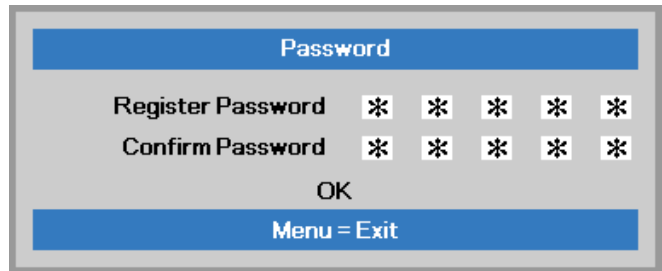 Password
Register Password * * * * *
Confirm Password * * * * *
OK
Menu = Exit